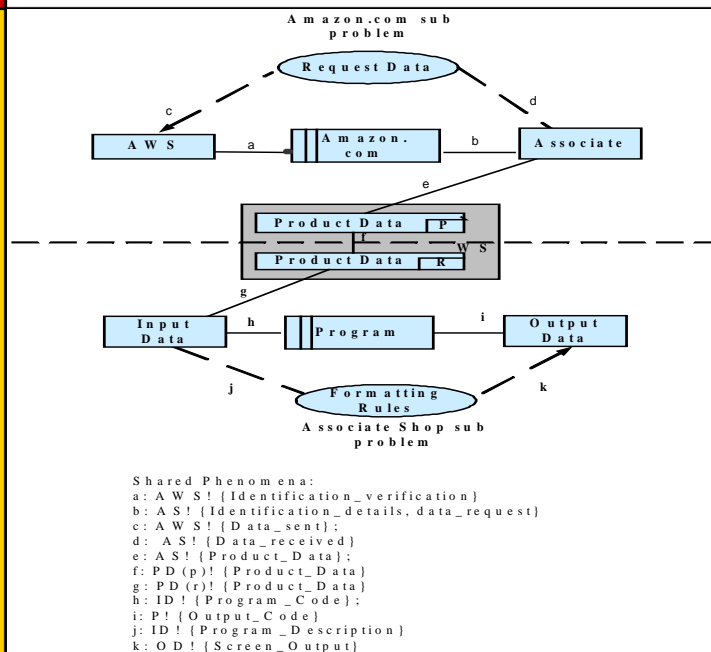 Amazon.com sub
problem
Request Data
c
d
AWS
a
Amazon.
com
b
Associate
e
Product Data
P
f
WS
Product Data
R
g
Input
Data
h
Program
i
Output
Data
j
Formatting
Rules
k
Associate Shop sub
problem
Shared Phenomena:
a: AWS! {Identification_verification}
b: AS! {Identification_details, data_request}
c: AWS! {Data_sent};
d: AS! {Data_received}
e: AS! {Product_Data};
f: PD(p)! {Product_Data}
g: PD(r)! {Product_Data}
h: ID! {Program_Code};
i: P! {Output_Code}
j: ID! {Program_Description}
k: OD! {Screen_Output}